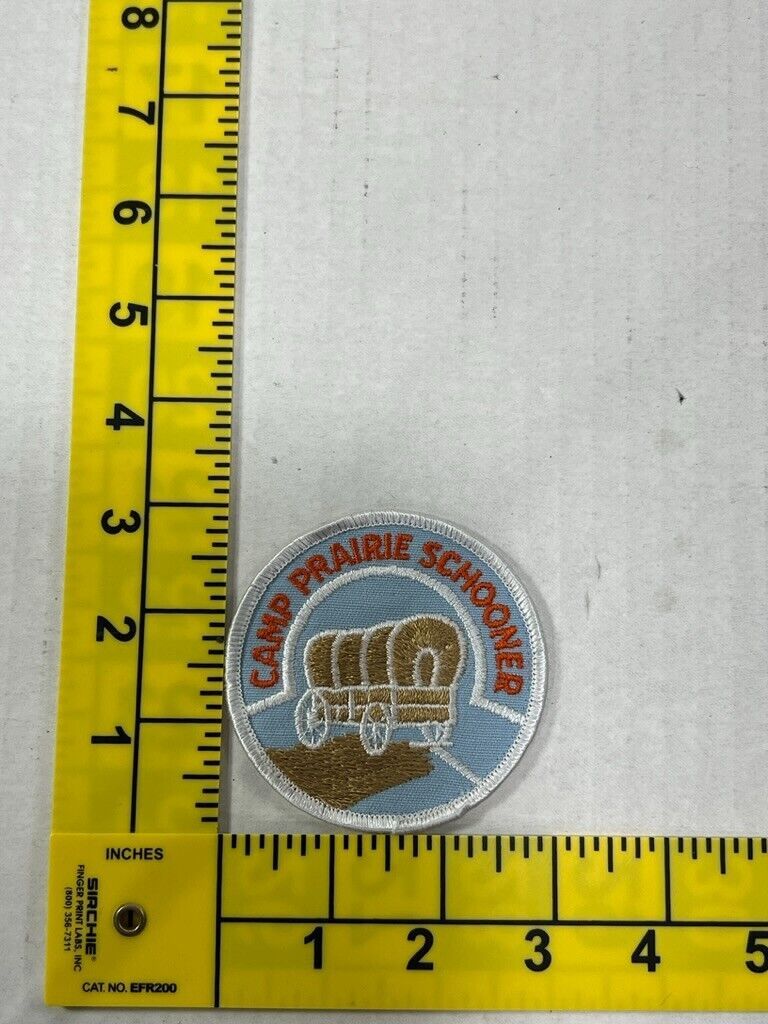 8
7
6
5
4
3
2
1
CAMP PRAIRIE SCHOONER
INCHES
SIRCHIE®
FINGER PRINT LABS, INC
(800) 356-7311
CAT. NO. EFR200
1 2 3 4 5